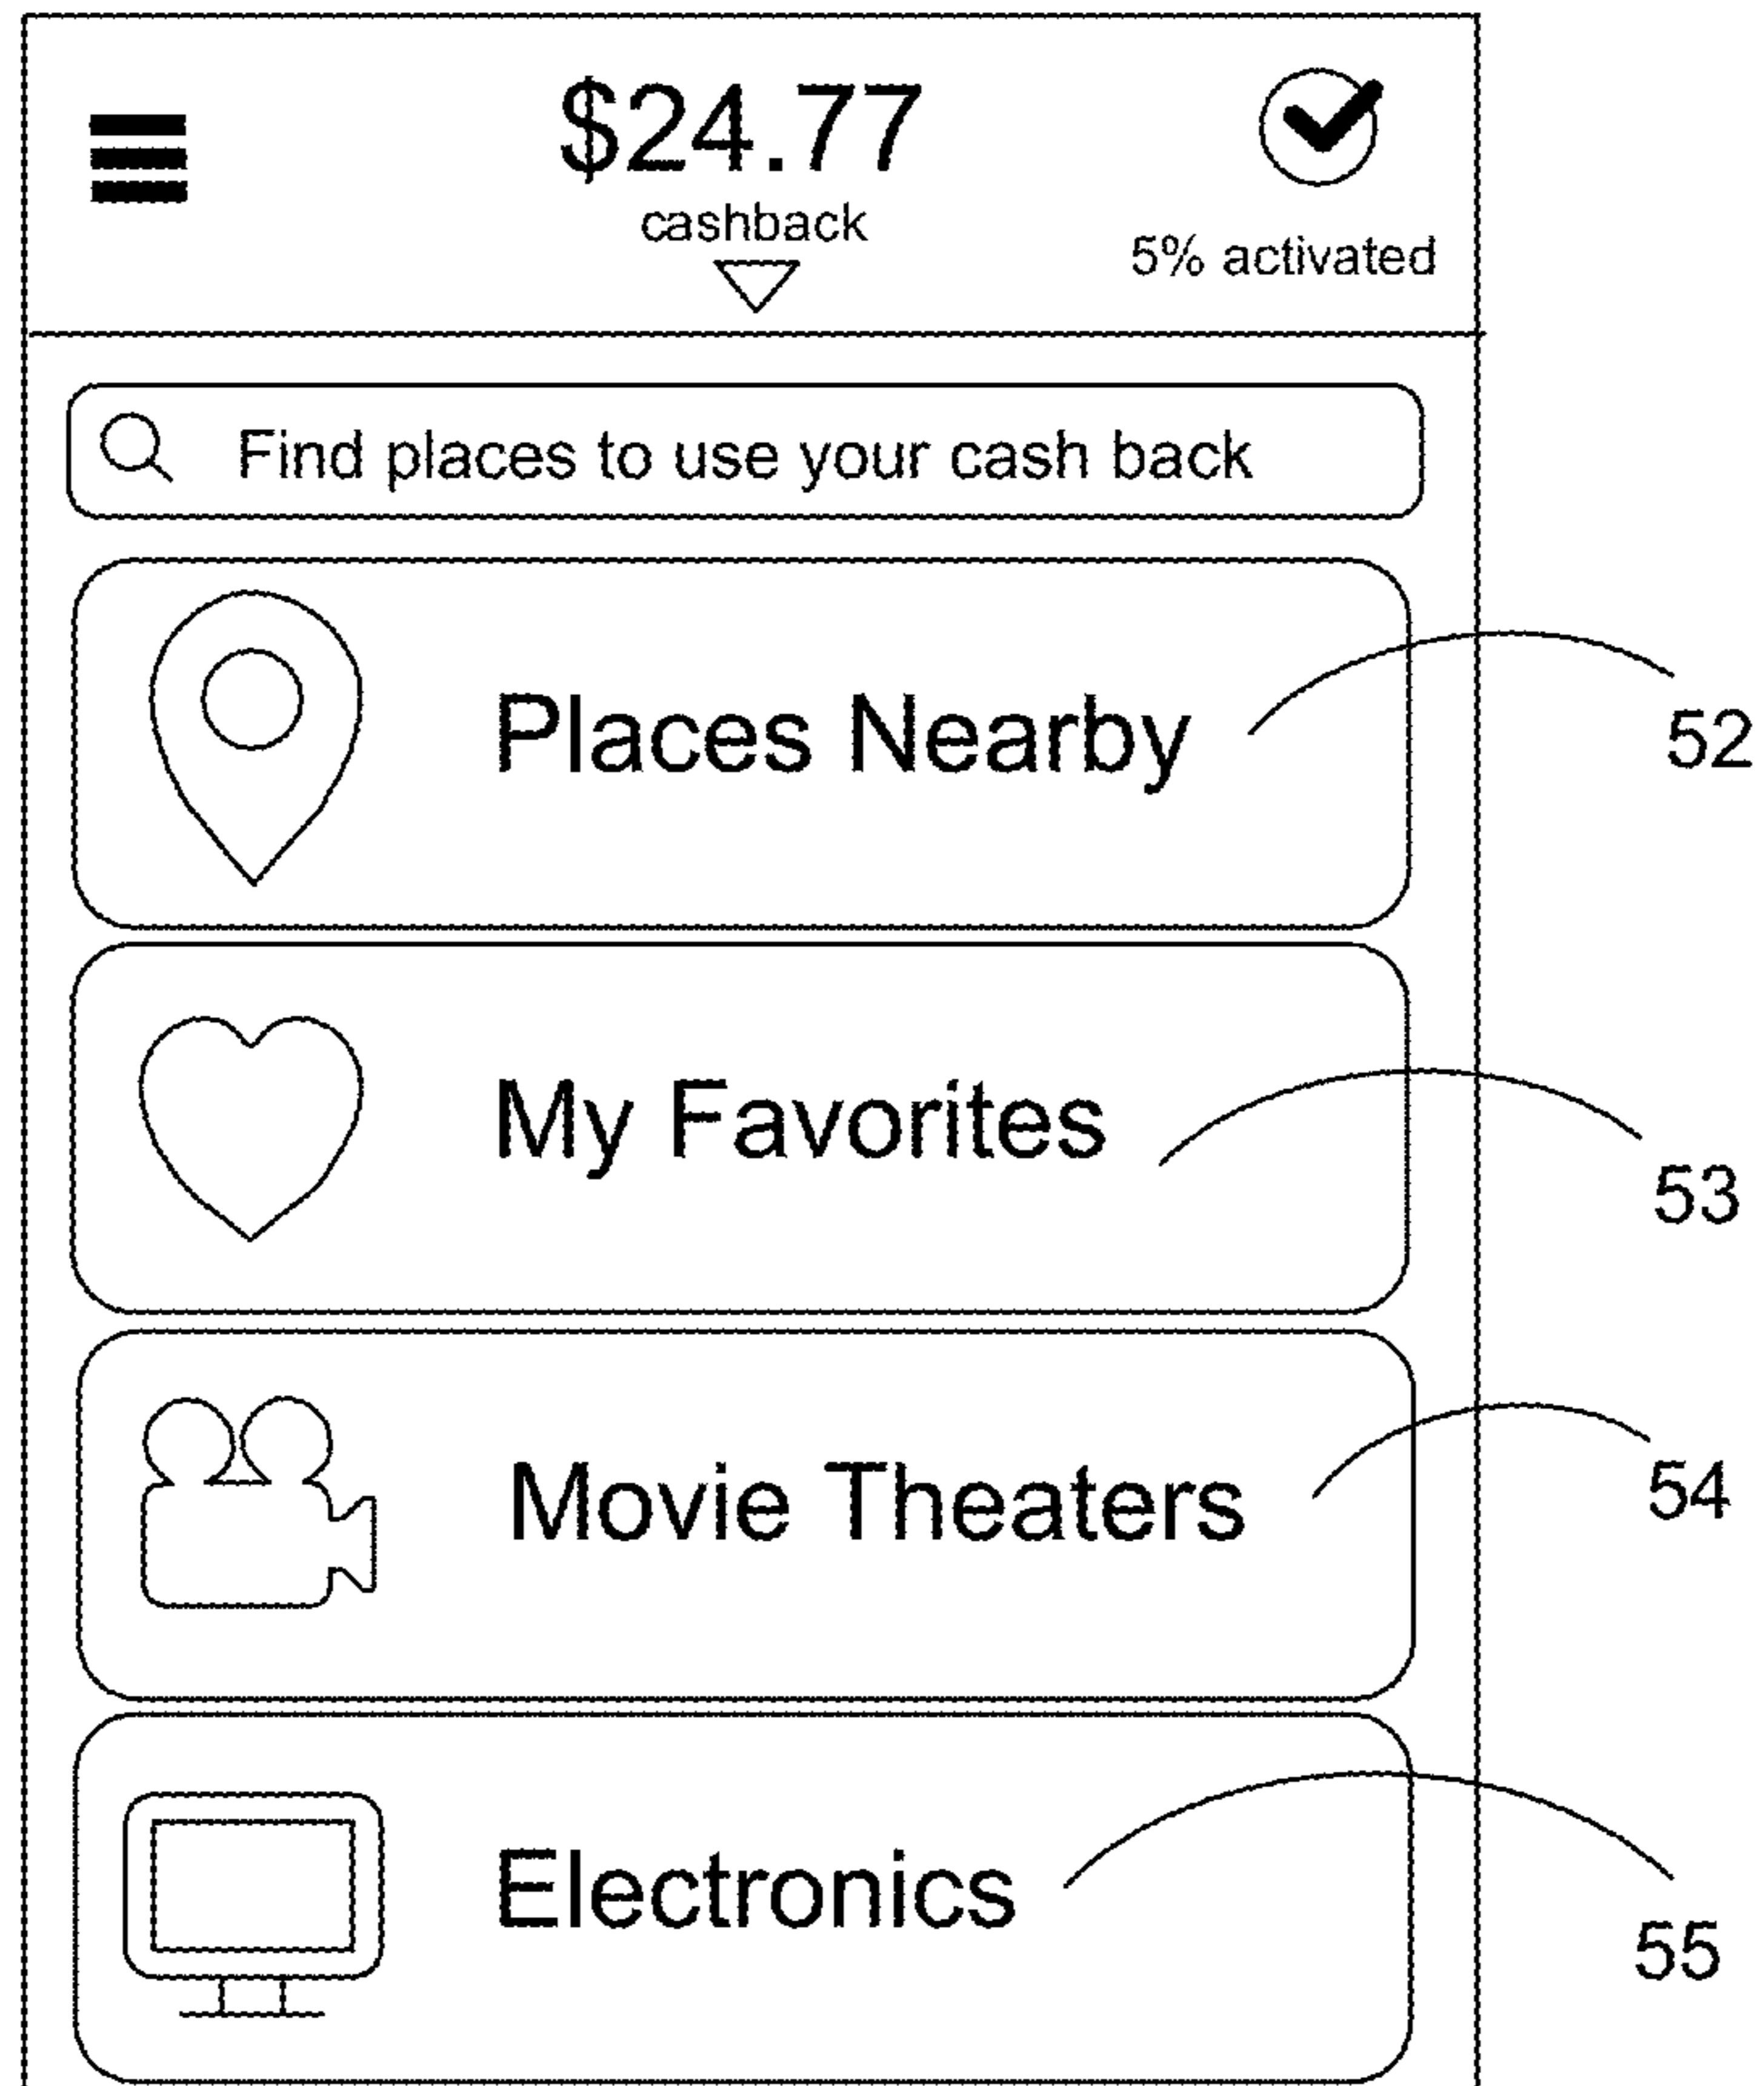 $24.77
cashback
5% activated
Find places to use your cash back
Places Nearby
52
My Favorites
53
Movie Theaters
54
Electronics
55